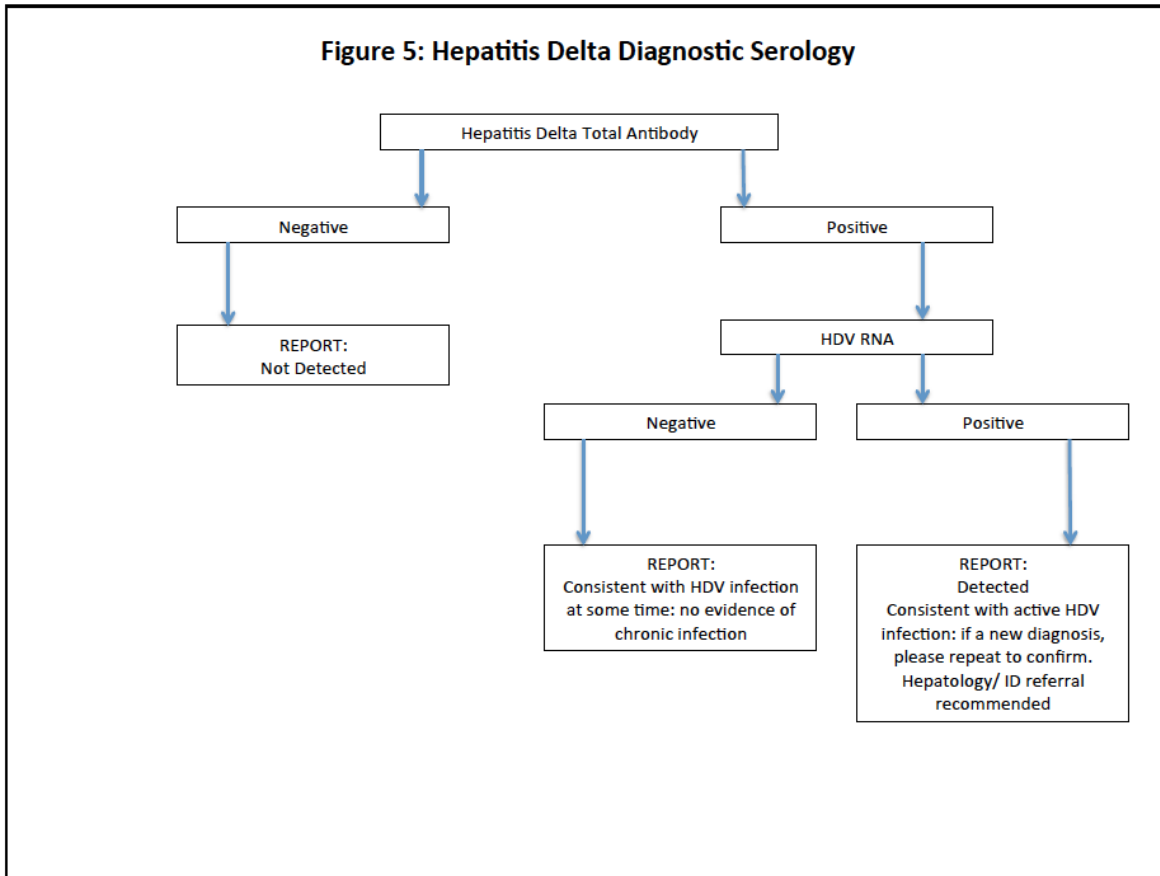 Figure 5: Hepatitis Delta Diagnostic Serology
Hepatitis Delta Total Antibody
Negative
Positive
REPORT:
Not Detected
HDV RNA
Negative
Positive
REPORT:
Consistent with HDV infection
at some time: no evidence of
chronic infection
REPORT:
Detected
Consistent with active HDV
infection: if a new diagnosis,
please repeat to confirm.
Hepatology/ ID referral
recommended